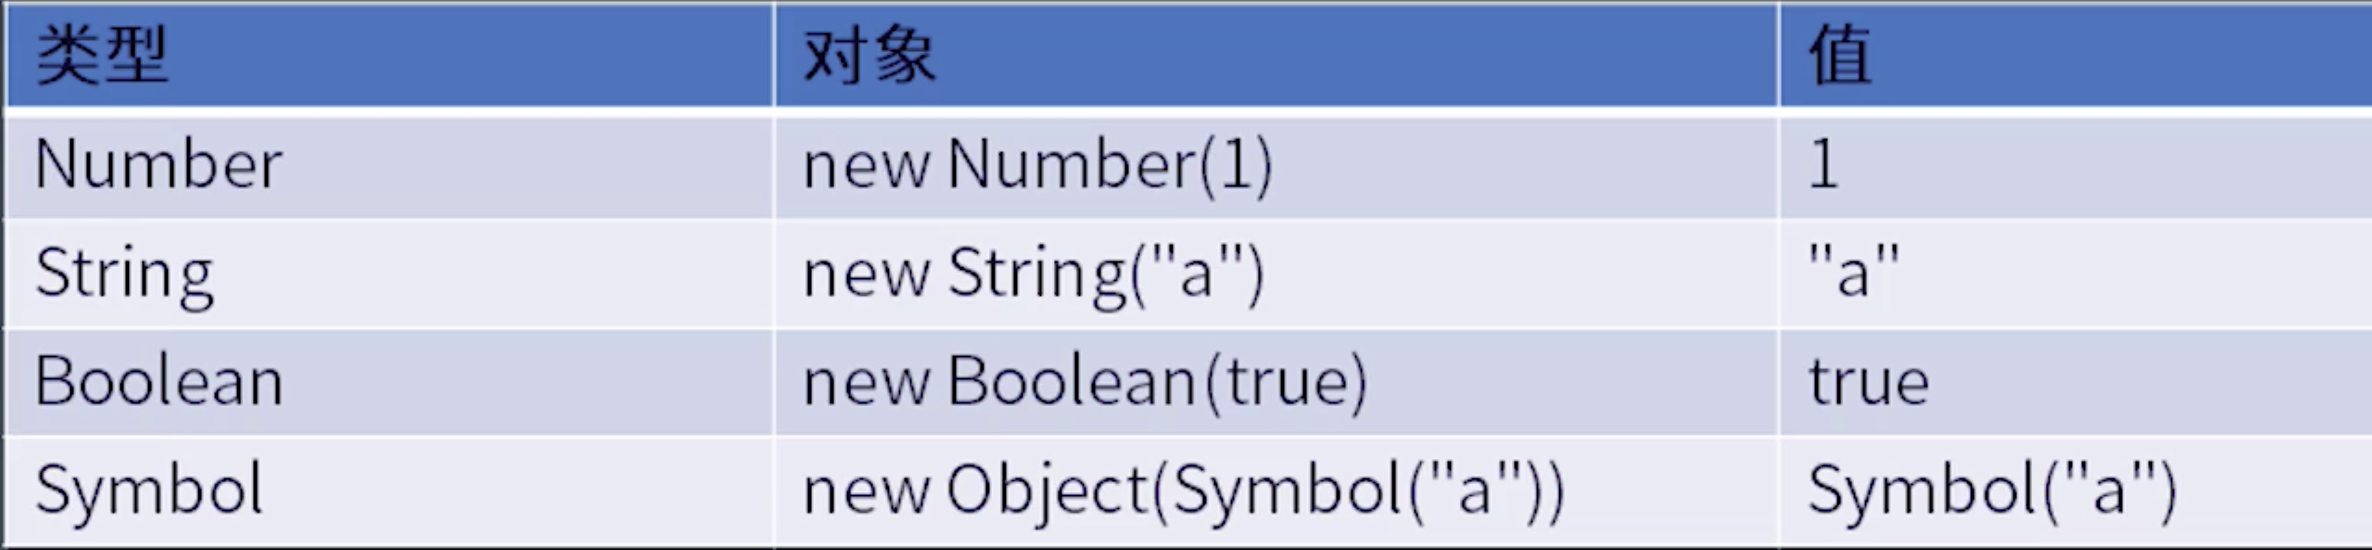 类型 对象 值
Number new Number(1) 1
String new String("a") "a"
Boolean new Boolean(true) true
Symbol new Object(Symbol("a")) Symbol("a")